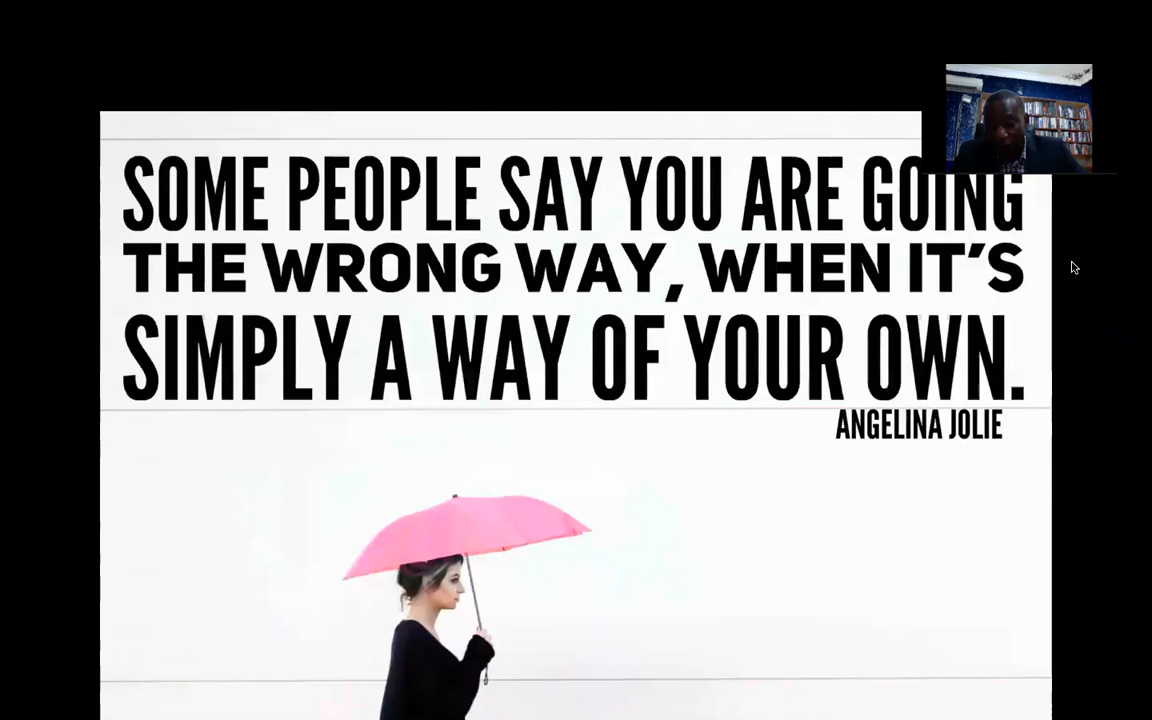 SOME PEOPLE SAY YOU ARE GOING
THE WRONG WAY, WHEN IT'S
SIMPLY A WAY OF YOUR OWN.
ANGELINA JOLIE